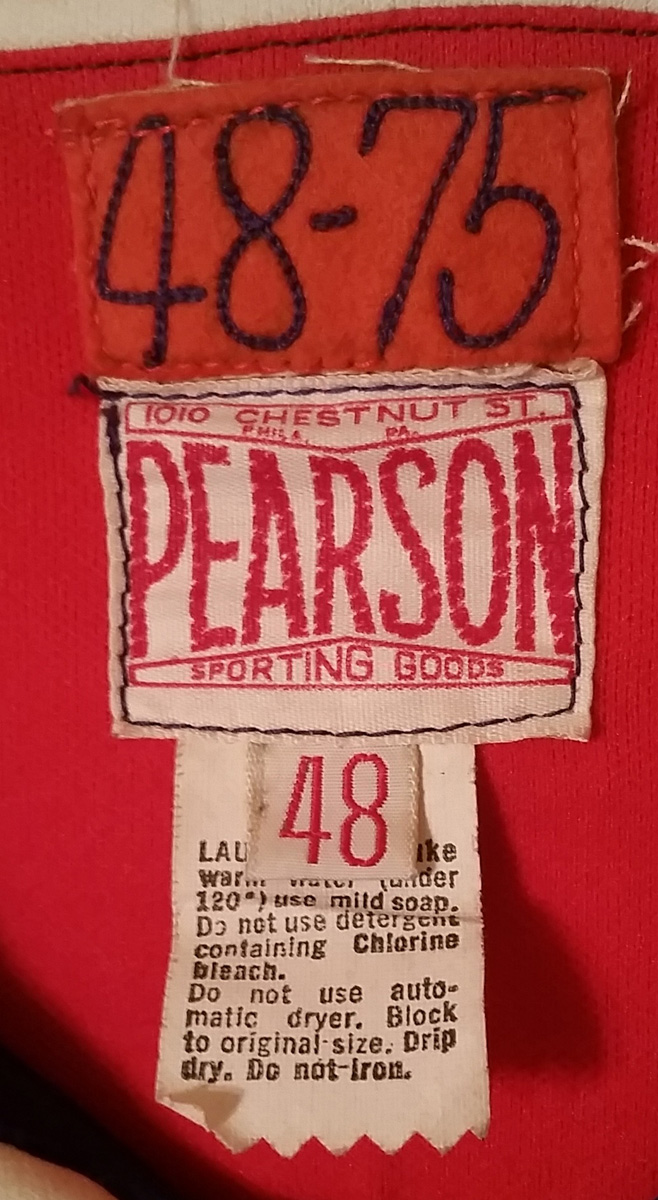 48-75
1010 CHESTNUT ST.
PHILA. PA.
PEARSON
SPORTING GOODS
48
warm water (under
120°) use mild soap.
Do not use detergent
containing Chlorine
bleach.
Do not use auto-
matic dryer. Block
to original size. Drip
dry. Do not iron.